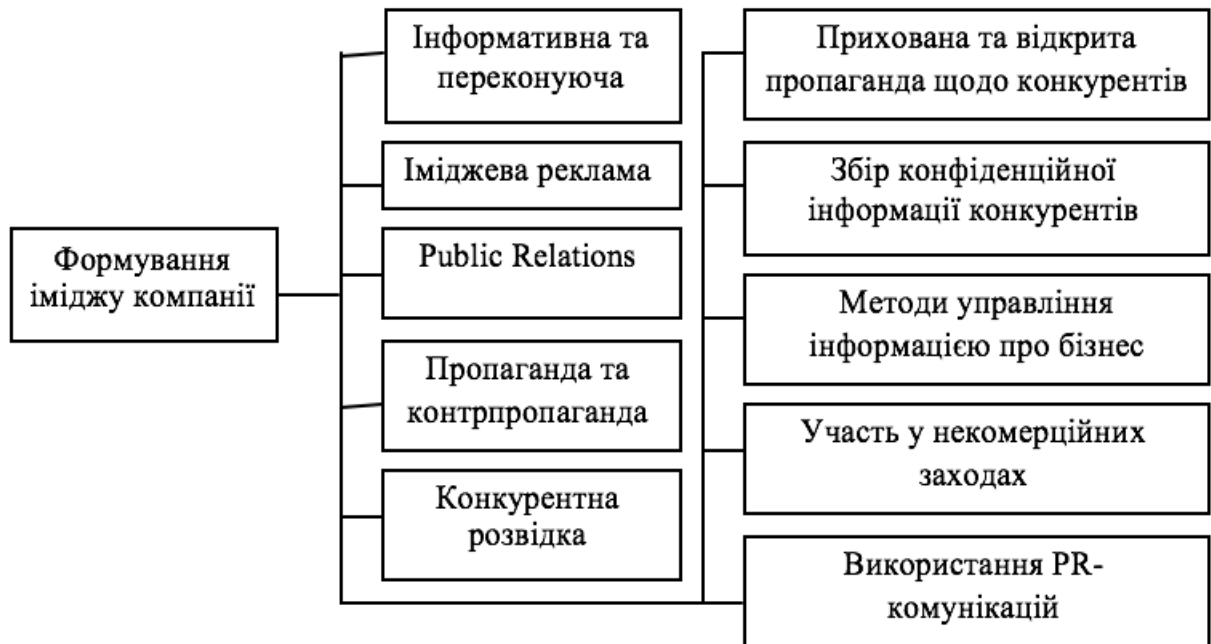 Формування
іміджу компанії
Інформативна та
переконуюча
Іміджева реклама
Public Relations
Пропаганда та
контрпропаганда
Конкурентна
розвідка
Прихована та відкрита
пропаганда щодо конкурентів
Збір конфіденційної
інформації конкурентів
Методи управління
інформацією про бізнес
Участь у некомерційних
заходах
Використання PR-
комунікацій